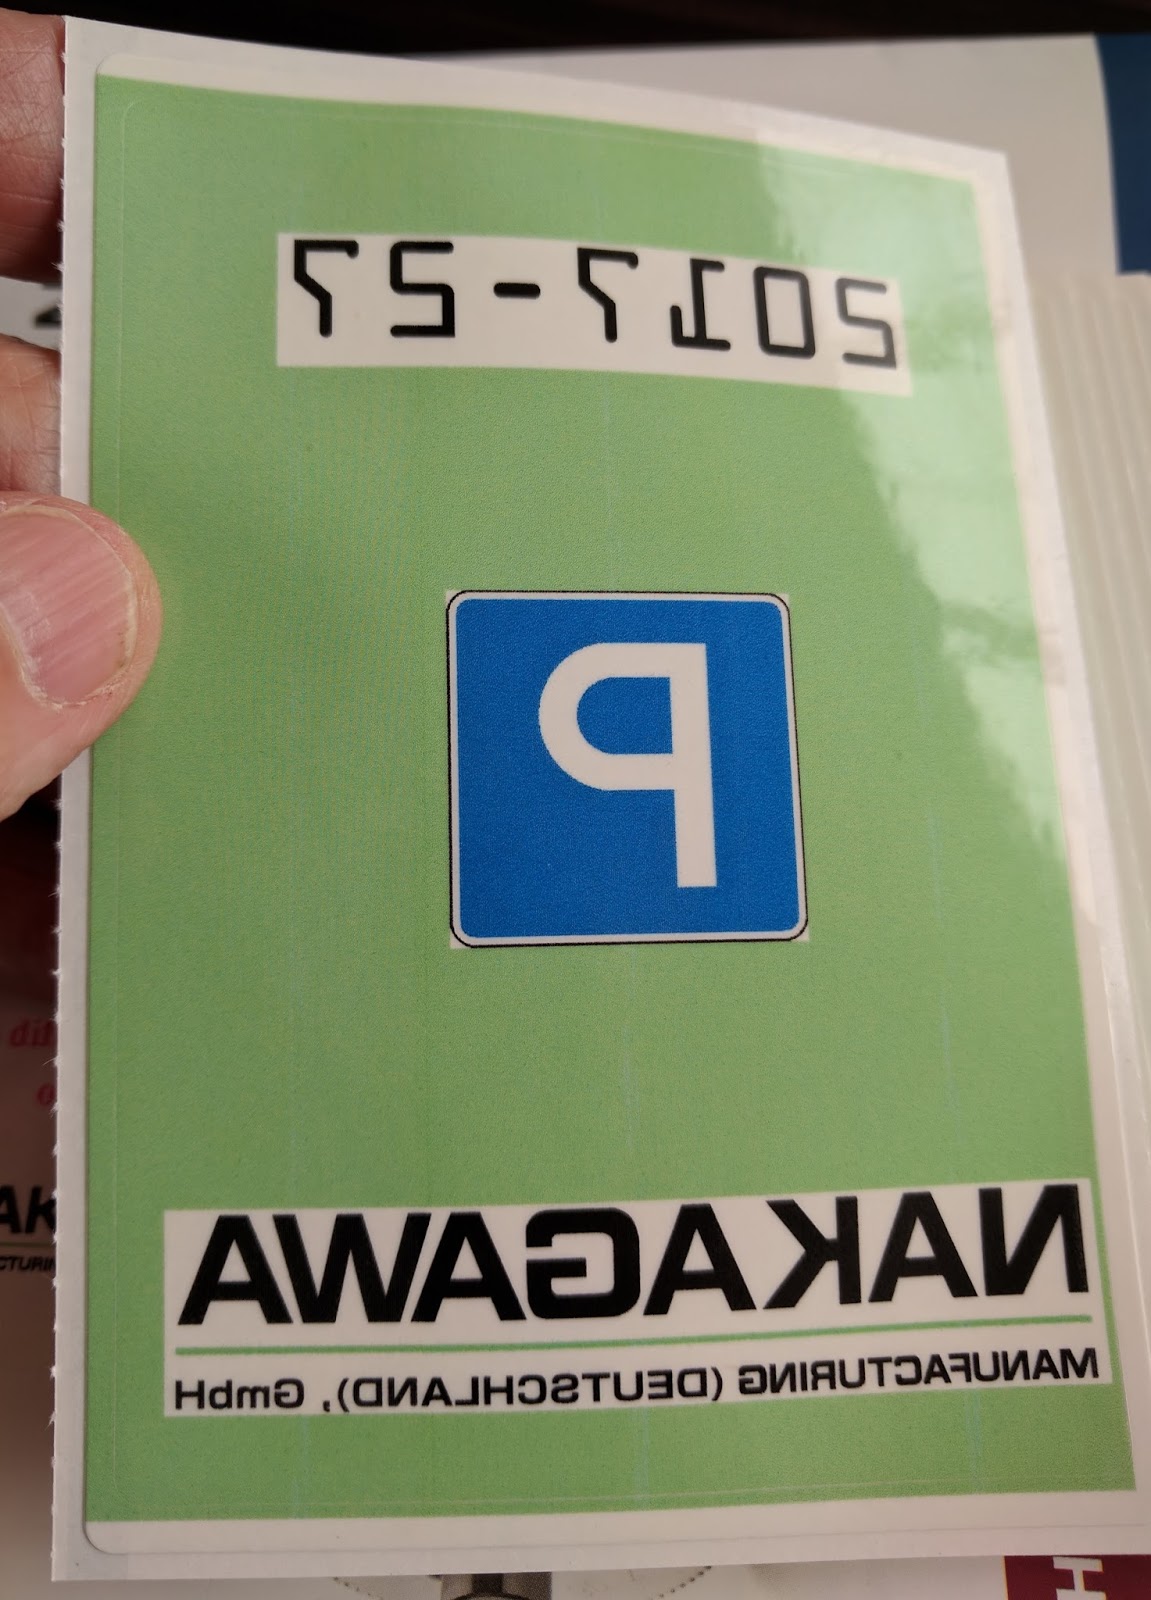 2017-27
P
NAKAGAWA
MANUFACTURING (DEUTSCHLAND), GmbH